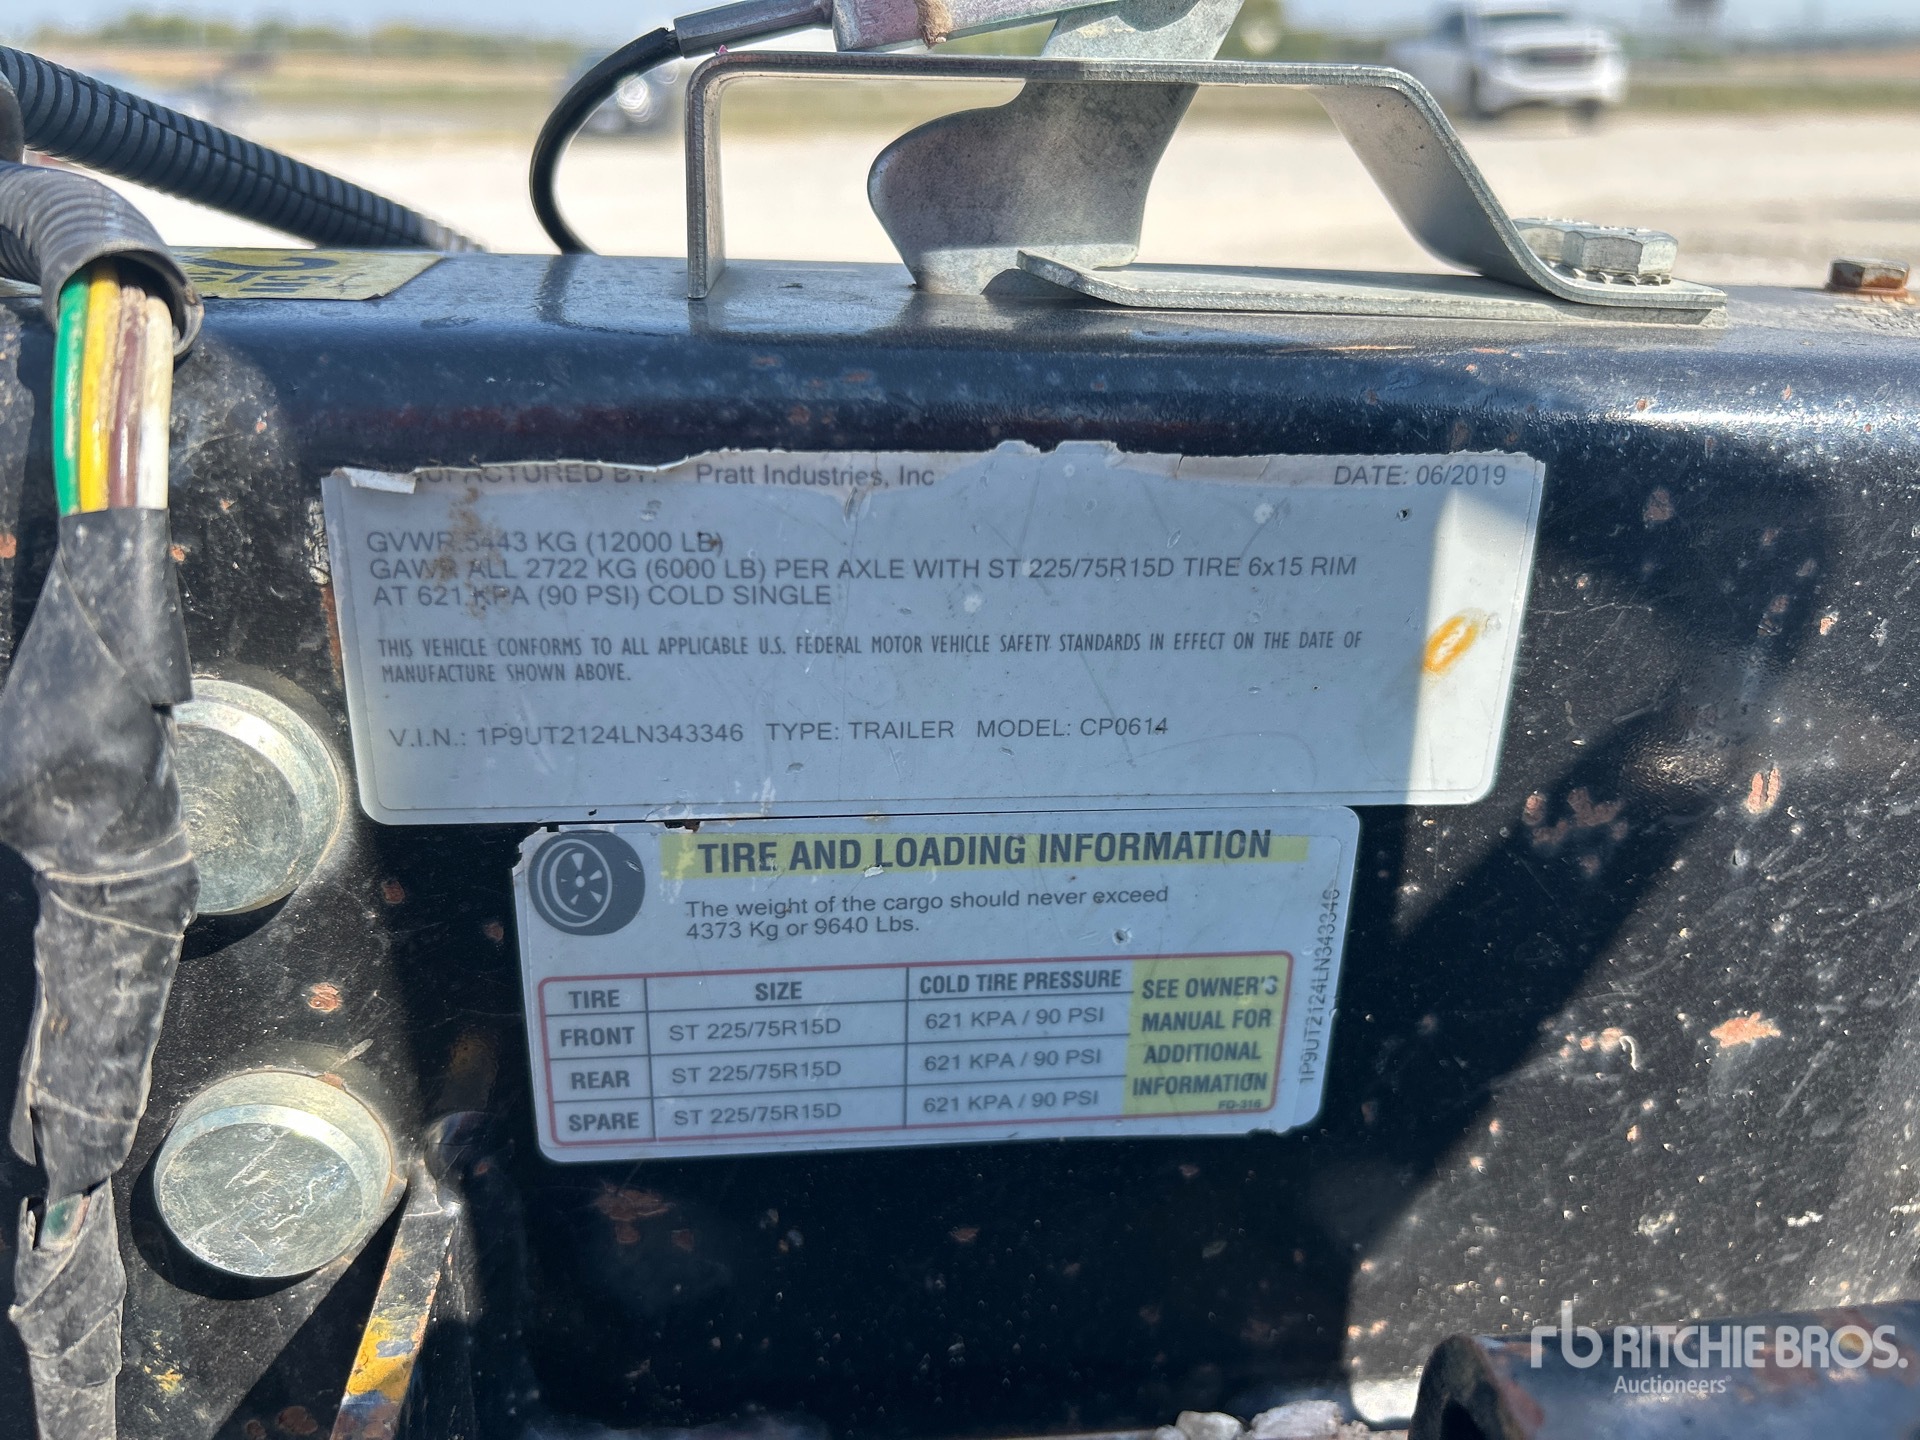 UFACTURED BY: Pratt Industries, Inc DATE: 06/2019
GVWR 5443 KG (12000 LB)
GAWR ALL 2722 KG (6000 LB) PER AXLE WITH ST 225/75R15D TIRE 6x15 RIM
AT 621 KPA (90 PSI) COLD SINGLE
THIS VEHICLE CONFORMS TO ALL APPLICABLE U.S. FEDERAL MOTOR VEHICLE SAFETY STANDARDS IN EFFECT ON THE DATE OF
MANUFACTURE SHOWN ABOVE.
V.I.N.: 1P9UT2124LN343346 TYPE: TRAILER MODEL: CP0614
TIRE AND LOADING INFORMATION
The weight of the cargo should never exceed
4373 Kg or 9640 Lbs.
TIRE SIZE COLD TIRE PRESSURE
FRONT ST 225/75R15D 621 KPA / 90 PSI
REAR ST 225/75R15D 621 KPA / 90 PSI
SPARE ST 225/75R15D 621 KPA / 90 PSI
SEE OWNER'S
MANUAL FOR
ADDITIONAL
INFORMATION
FG-316
1P9UT2124LN343346
rb RITCHIE BROS.
Auctioneers